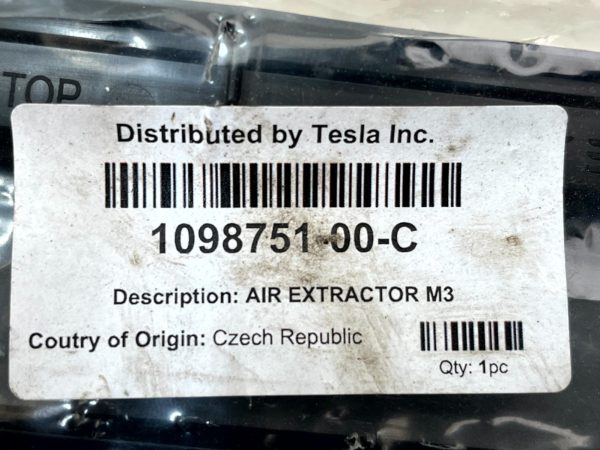 TOP
Distributed by Tesla Inc.
1098751-00-C
Description: AIR EXTRACTOR M3
Coutry of Origin: Czech Republic
Qty: 1pc